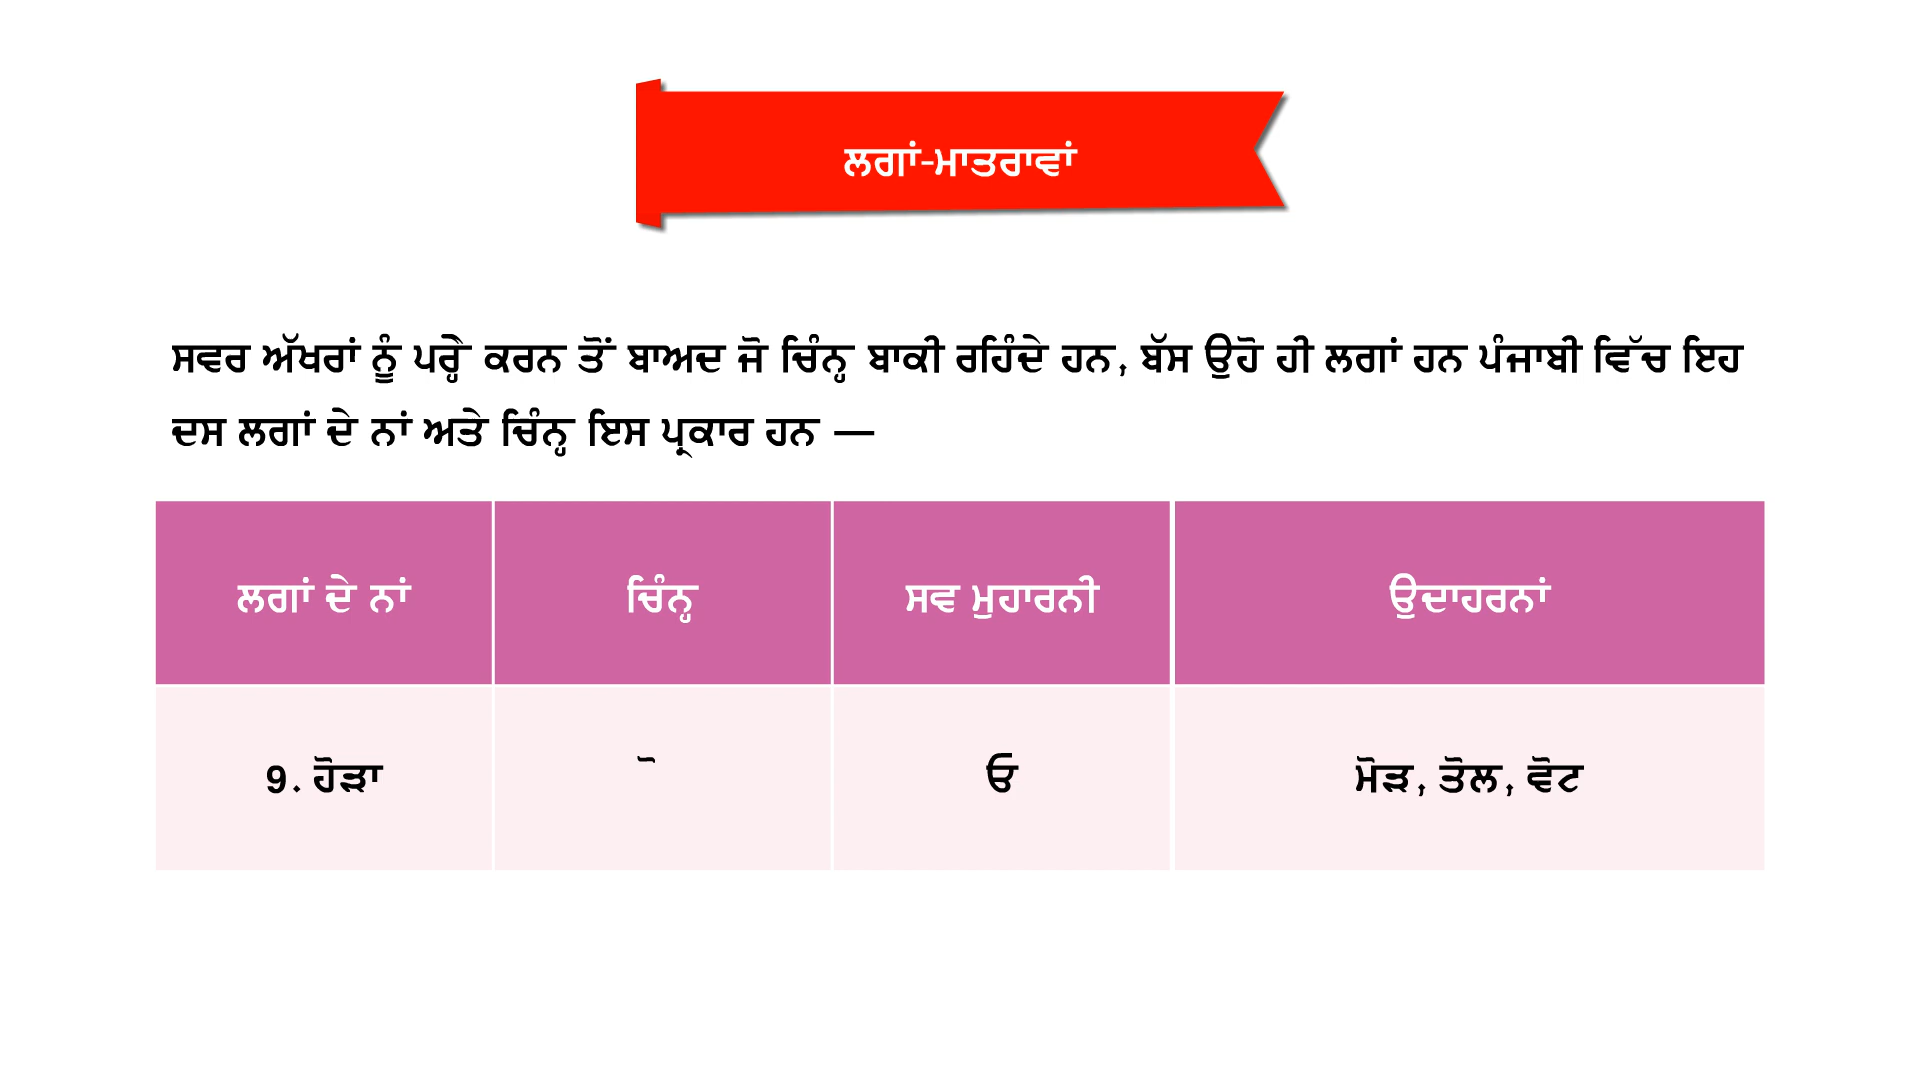 ਲਗਾਂ-ਮਾਤਰਾਵਾਂ
ਸਵਰ ਅੱਖਰਾਂ ਨੂੰ ਪਰ੍ਹੇ ਕਰਨ ਤੋਂ ਬਾਅਦ ਜੋ ਚਿੰਨ੍ਹ ਬਾਕੀ ਰਹਿੰਦੇ ਹਨ, ਬੱਸ ਉਹੋ ਹੀ ਲਗਾਂ ਹਨ ਪੰਜਾਬੀ ਵਿੱਚ ਇਹ
ਦਸ ਲਗਾਂ ਦੇ ਨਾਂ ਅਤੇ ਚਿੰਨ੍ਹ ਇਸ ਪ੍ਰਕਾਰ ਹਨ —
ਲਗਾਂ ਦੇ ਨਾਂ ਚਿੰਨ੍ਹ ਸਵ ਮੁਹਾਰਨੀ ਉਦਾਹਰਨਾਂ
9. ਹੋੜਾ ੋ ਓ ਮੋੜ, ਤੋਲ, ਵੋਟ